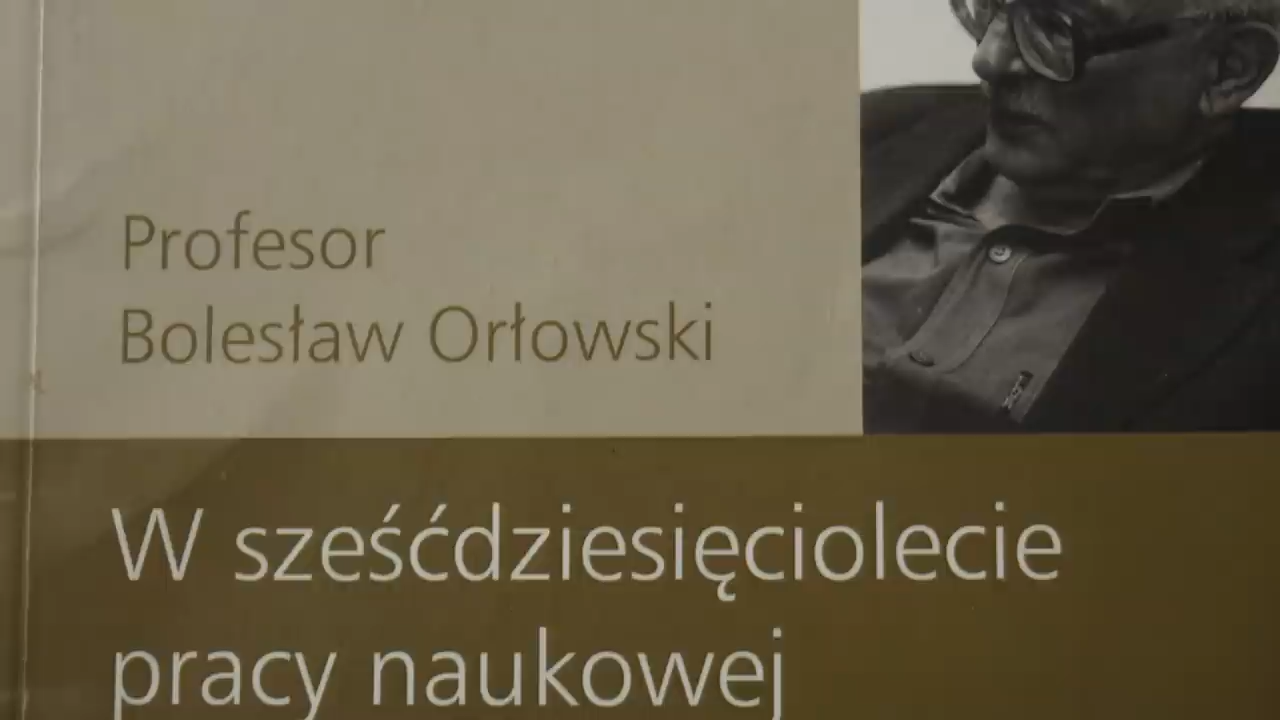 Profesor
Bolesław Orłowski
W sześćdziesięciolecie
pracy naukowej